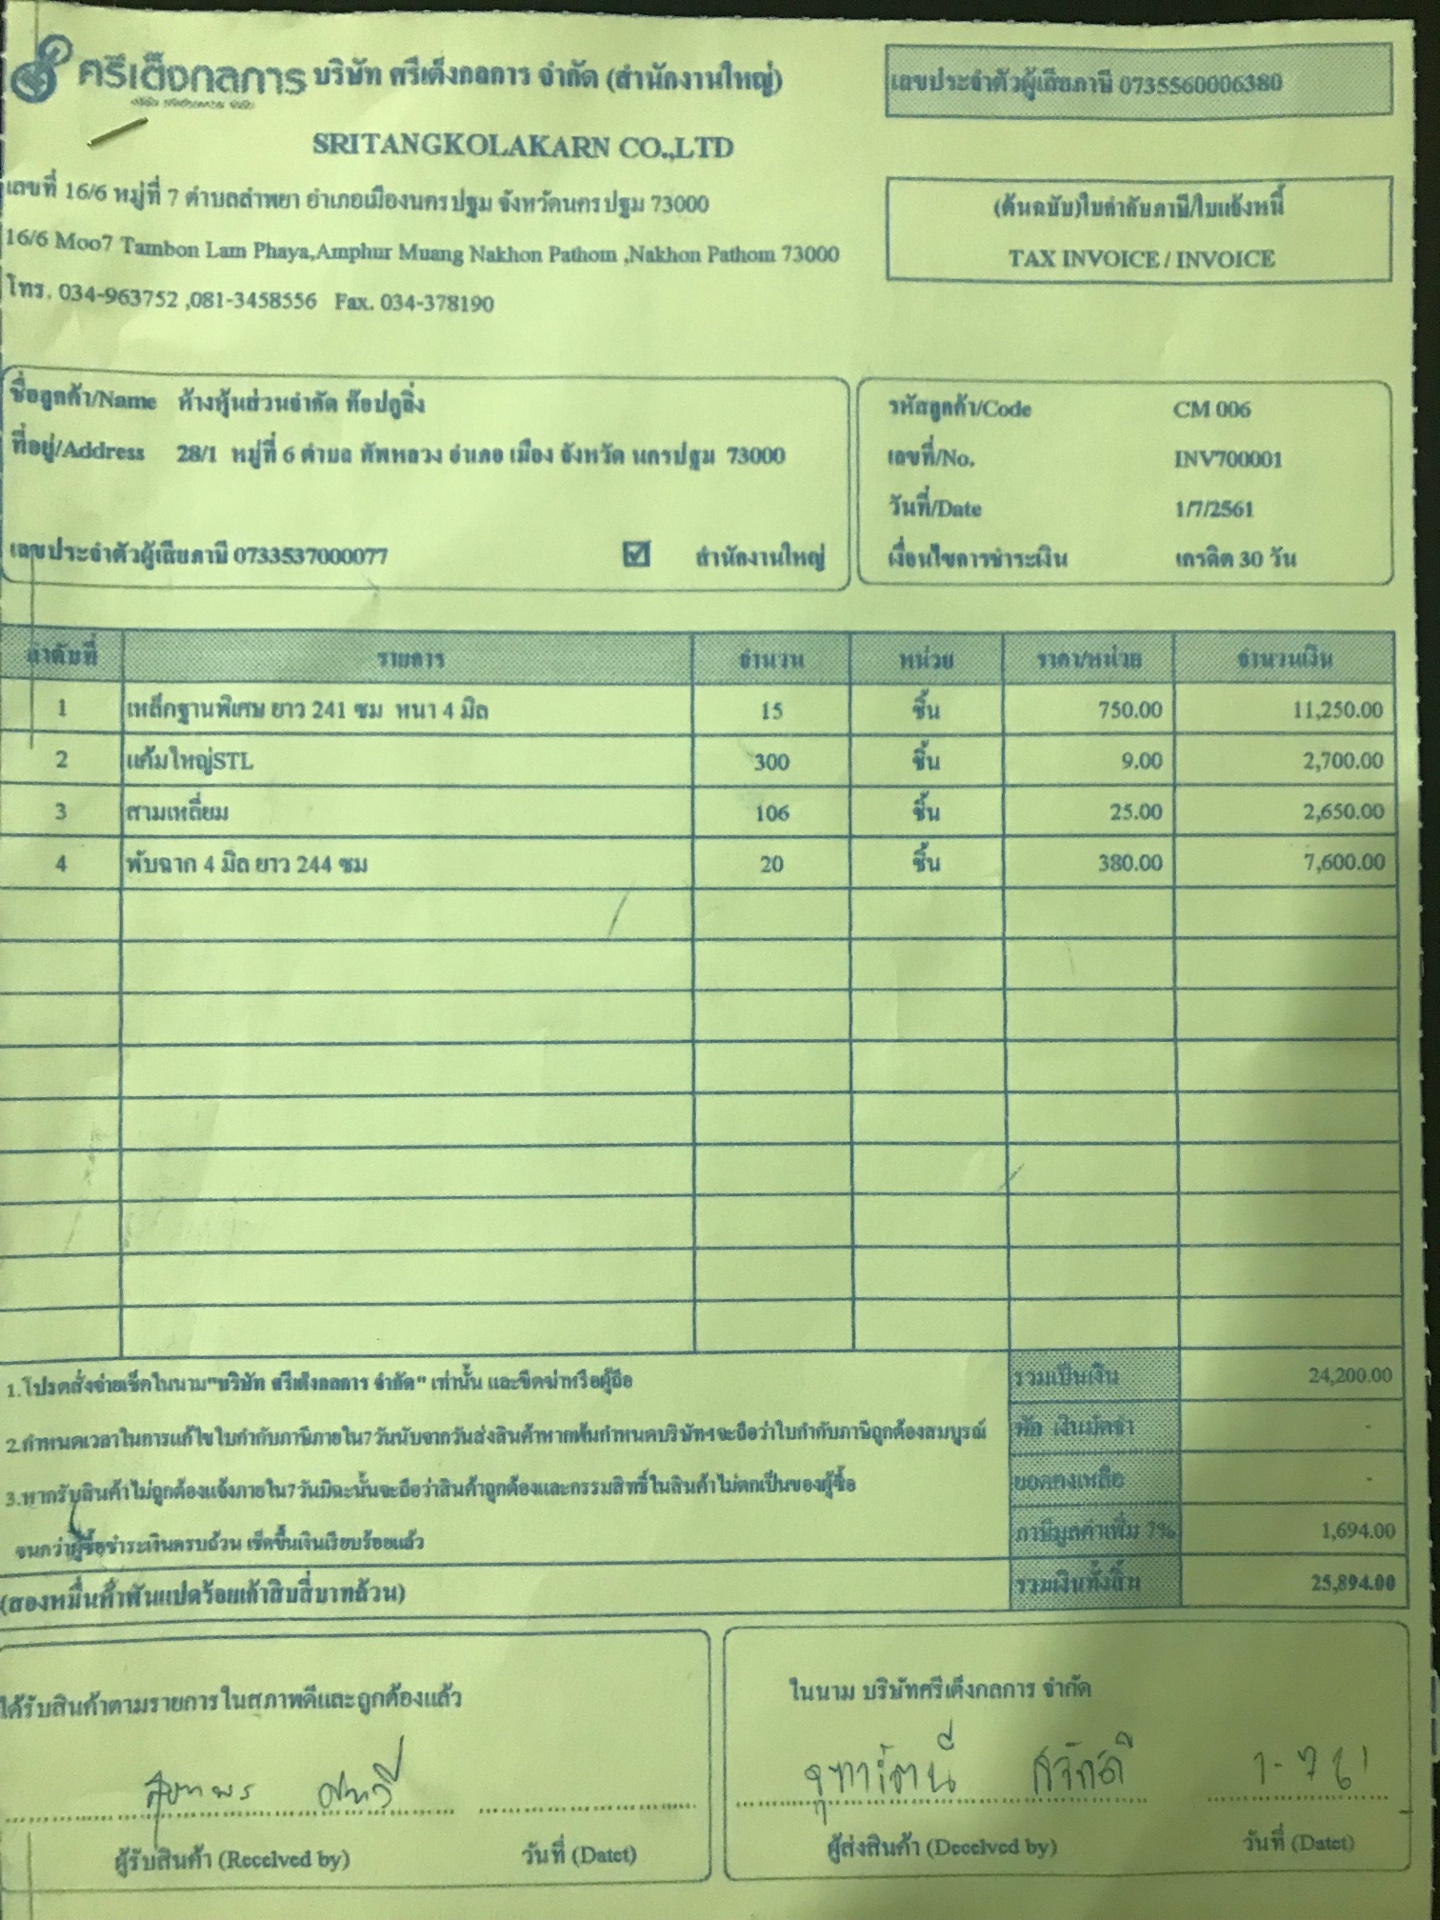 ศรีเต็งกลการ บริษัท ศรีเต็งกลการ จำกัด (สำนักงานใหญ่)
เลขประจำตัวผู้เสียภาษี 0735560006380
SRITANGKOLAKARN CO.,LTD
เลขที่ 16/6 หมู่ที่ 7 ตำบลลำพยา อำเภอเมืองนครปฐม จังหวัดนครปฐม 73000
(ต้นฉบับ)ใบกำกับภาษี/ใบแจ้งหนี้
16/6 Moo7 Tambon Lam Phaya,Amphur Muang Nakhon Pathom ,Nakhon Pathom 73000
TAX INVOICE / INVOICE
โทร. 034-963752 ,081-3458556 Fax. 034-378190
ชื่อลูกค้า/Name ห้างหุ้นส่วนจำกัด ท๊อปกูลิ่ง
รหัสลูกค้า/Code CM 006
ที่อยู่/Address 28/1 หมู่ที่ 6 ตำบล ทัพหลวง อำเภอ เมือง จังหวัด นครปฐม 73000
เลขที่/No. INV700001
วันที่/Date 1/7/2561
เลขประจำตัวผู้เสียภาษี 0733537000077 ☑ สำนักงานใหญ่
เงื่อนไขการชำระเงิน เครดิต 30 วัน
ลำดับที่ รายการ จำนวน หน่วย ราคา/หน่วย จำนวนเงิน
1 เหล็กฐานพิเศษ ยาว 241 ซม หนา 4 มิล 15 ชิ้น 750.00 11,250.00
2 แก้มใหญ่STL 300 ชิ้น 9.00 2,700.00
3 สามเหลี่ยม 106 ชิ้น 25.00 2,650.00
4 พับฉาก 4 มิล ยาว 244 ซม 20 ชิ้น 380.00 7,600.00
1.โปรดสั่งจ่ายเช็คในนาม"บริษัท ศรีเต็งกลการ จำกัด" เท่านั้น และขีดฆ่าหรือผู้ถือ
รวมเป็นเงิน 24,200.00
2.กำหนดเวลาในการแก้ไขใบกำกับภาษีภายใน7วันนับจากวันส่งสินค้าหากพ้นกำหนดบริษัทฯจะถือว่าใบกำกับภาษีถูกต้องสมบูรณ์
หัก เงินมัดจำ -
3.หากรับสินค้าไม่ถูกต้องแจ้งภายใน7วันมิฉะนั้นจะถือว่าสินค้าถูกต้องและกรรมสิทธิ์ในสินค้าไม่ตกเป็นของผู้ซื้อ
ยอดคงเหลือ -
จนกว่าผู้ซื้อชำระเงินครบถ้วน เช็คขึ้นเงินเรียบร้อยแล้ว
ภาษีมูลค่าเพิ่ม 7% 1,694.00
(สองหมื่นห้าพันแปดร้อยเก้าสิบสี่บาทถ้วน)
รวมเงินทั้งสิ้น 25,894.00
ได้รับสินค้าตามรายการในสภาพดีและถูกต้องแล้ว
ในนาม บริษัทศรีเต็งกลการ จำกัด
จุฑารัตน์ 1-7-61
ผู้รับสินค้า (Received by) วันที่ (Datet)
ผู้ส่งสินค้า (Deceived by) วันที่ (Datet)